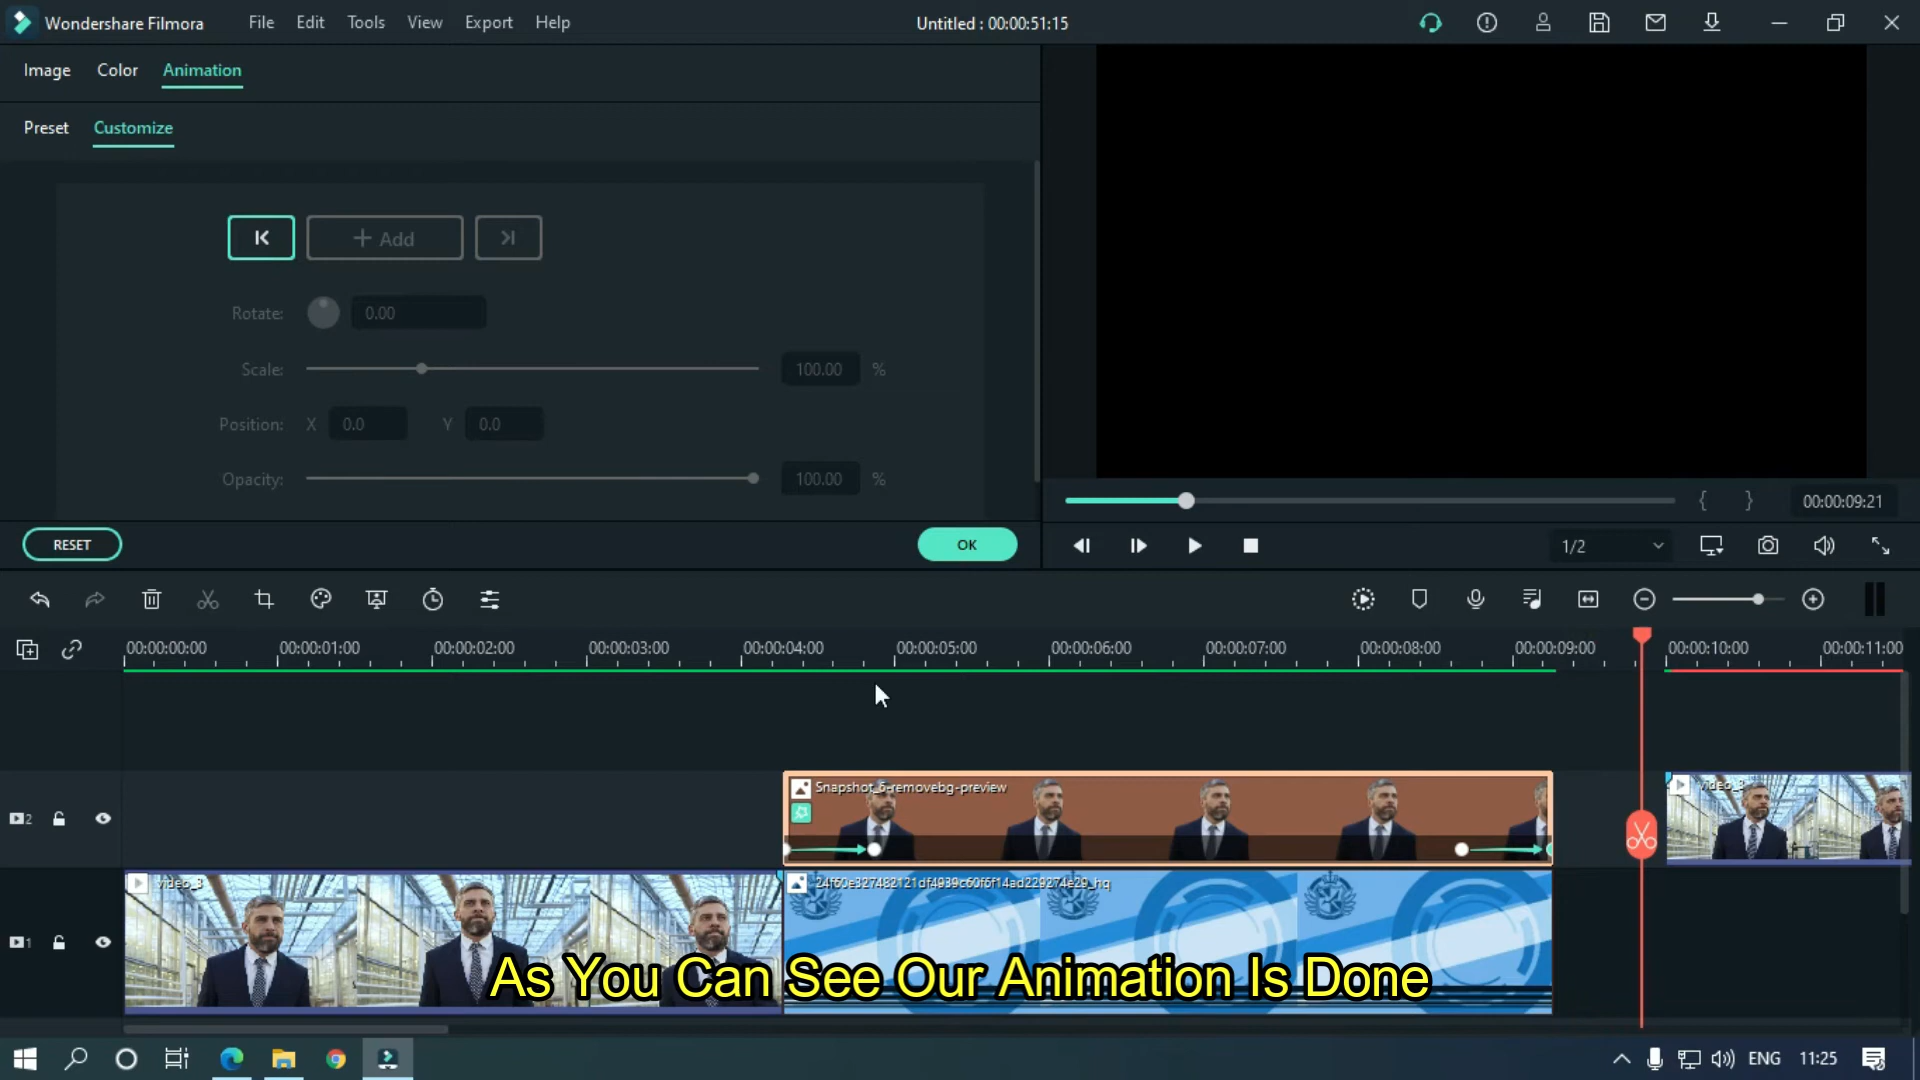 Wondershare Filmora
File Edit Tools View Export Help
Untitled : 00:00:51:15
Image Color Animation
Preset Customize
Add
Rotate: 0.00
Scale: 100.00 %
Position: X 0.0 Y 0.0
Opacity: 100.00 %
{ } 00:00:09:21
RESET OK
1/2
00:00:00:00 00:00:01:00 00:00:02:00 00:00:03:00 00:00:04:00 00:00:05:00 00:00:06:00 00:00:07:00 00:00:08:00 00:00:09:00 00:00:10:00 00:00:11:00
Snapshot_6-removebg-preview
video_3
2
video_3
24f60e327482121df4939c60f6f14ad229274e29_hq
1
As You Can See Our Animation Is Done
ENG 11:25